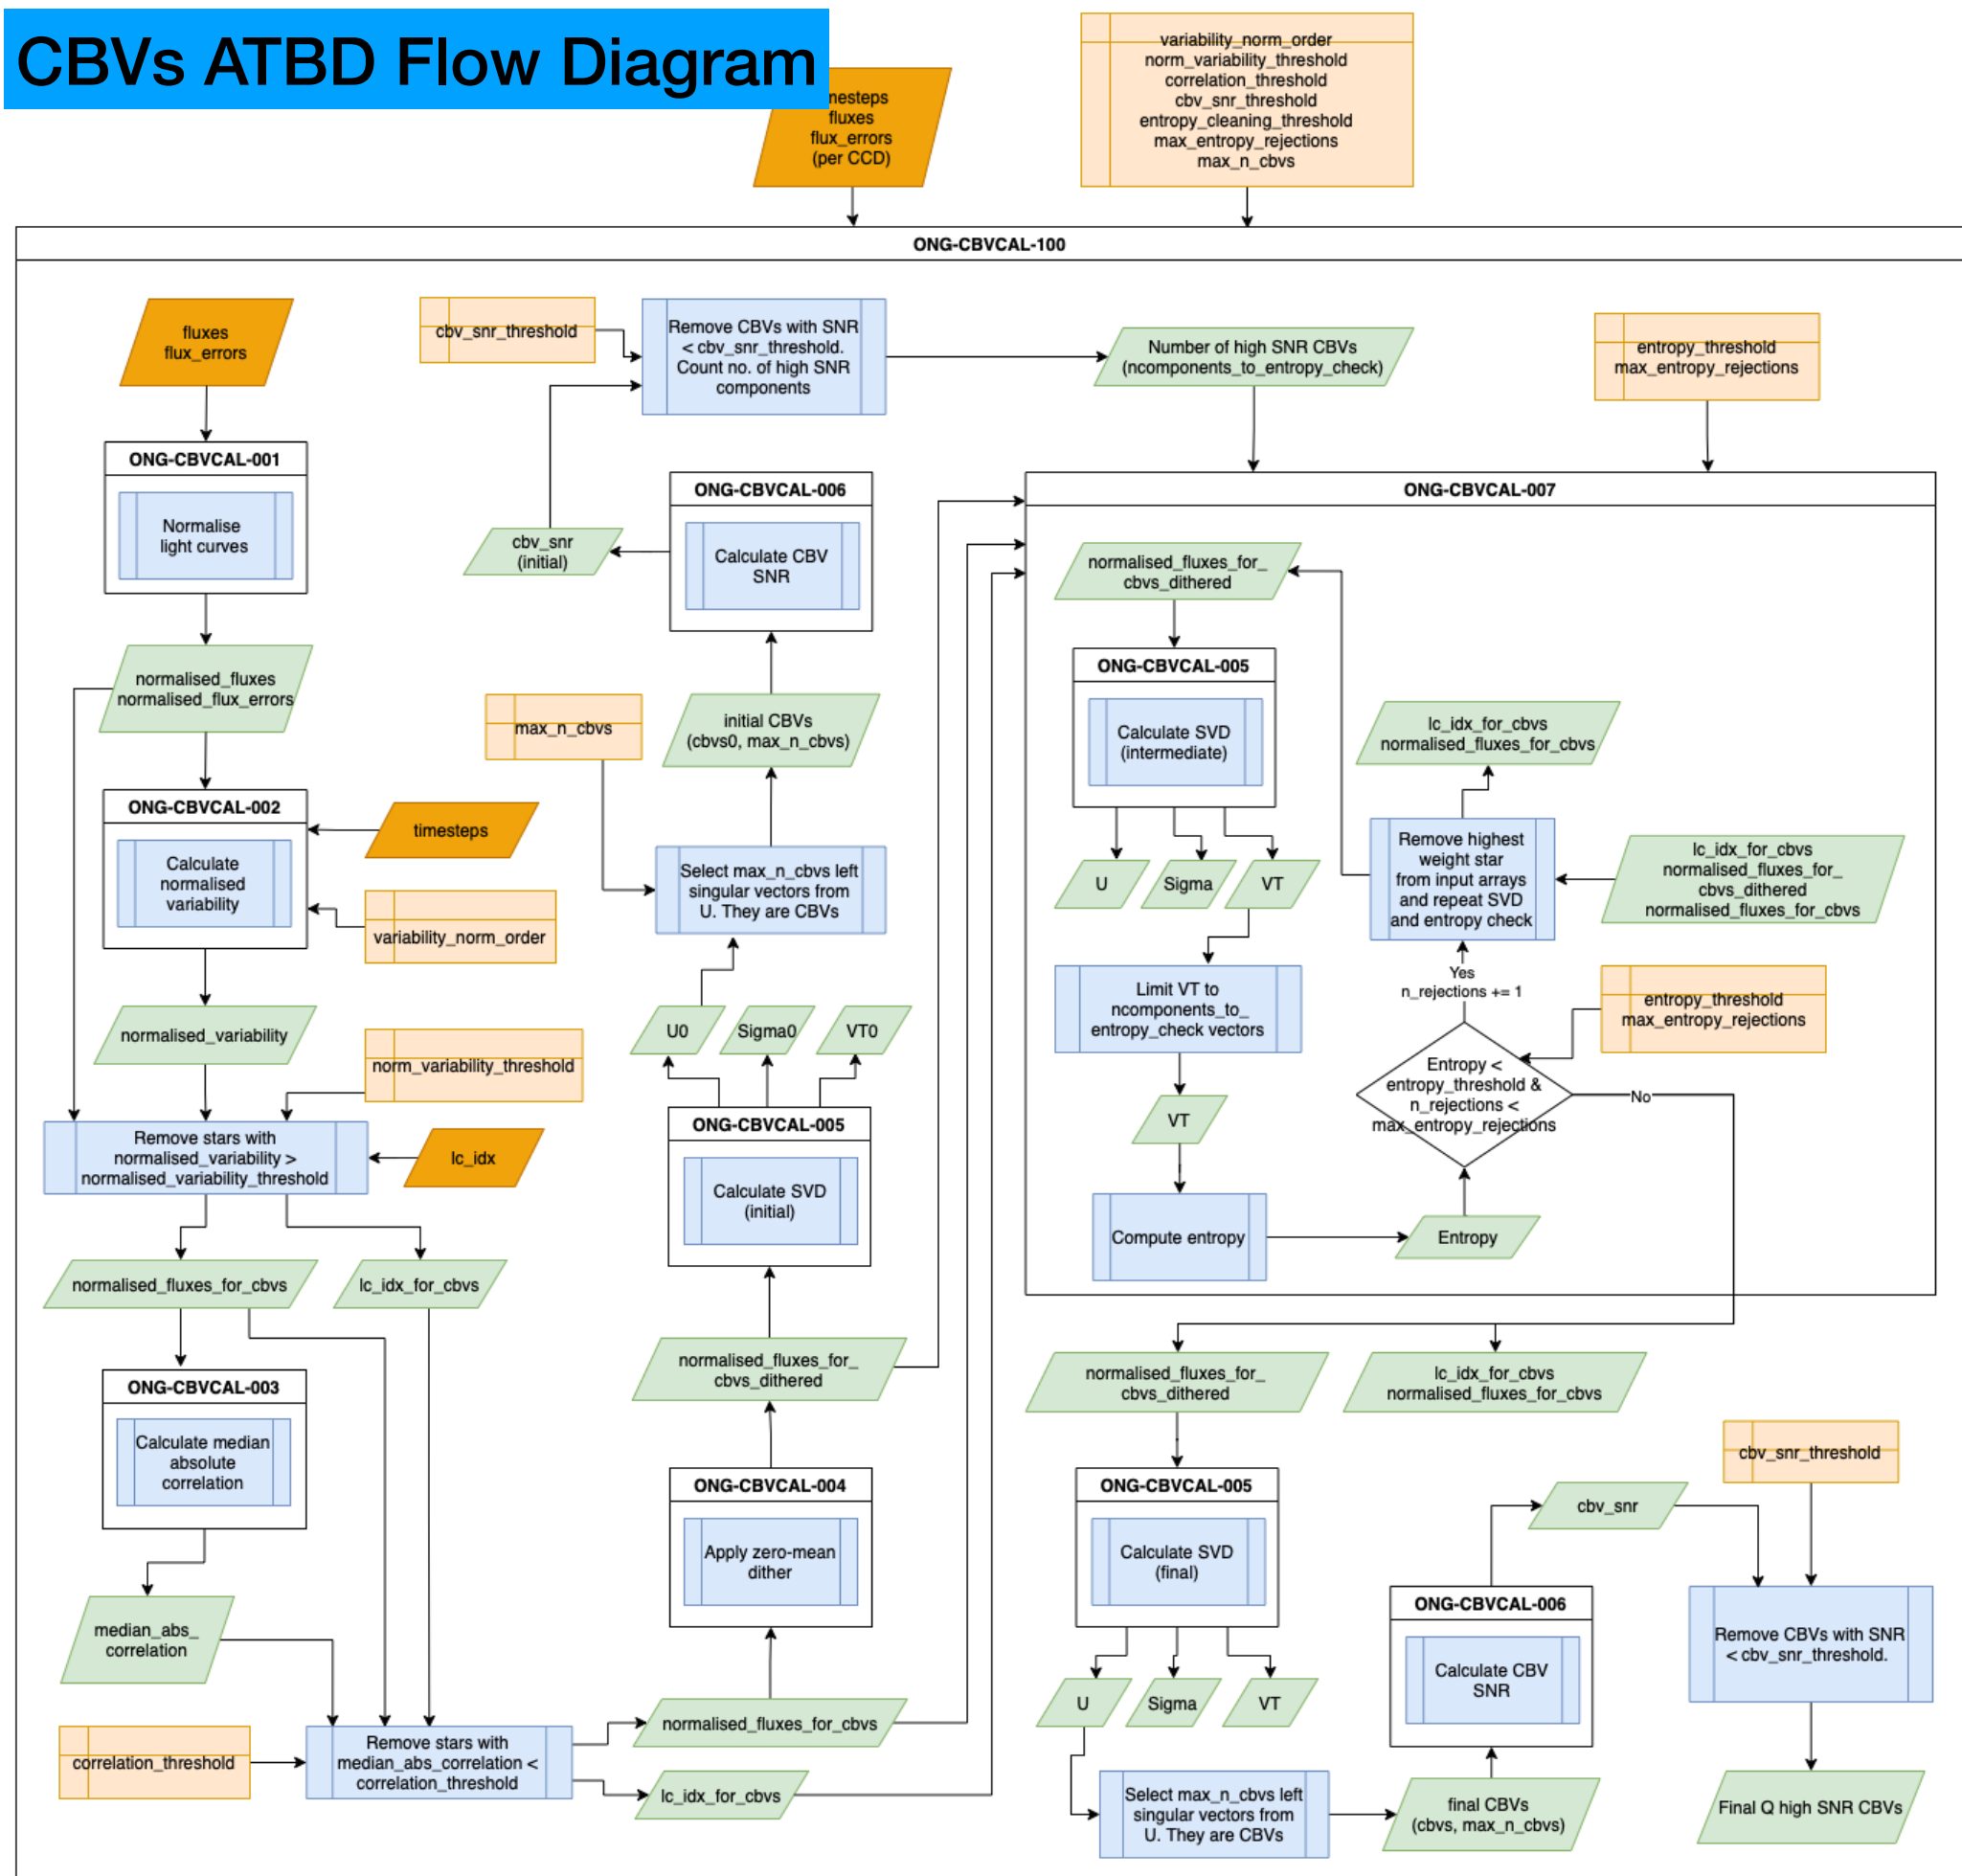 CBVs ATBD Flow Diagram
nesteps
fluxes
flux_errors
(per CCD)
variability_norm_order
norm_variability_threshold
correlation_threshold
cbv_snr_threshold
entropy_cleaning_threshold
max_entropy_rejections
max_n_cbvs
ONG-CBVCAL-100
fluxes
flux_errors
ONG-CBVCAL-001
Normalise
light curves
normalised_fluxes
normalised_flux_errors
ONG-CBVCAL-002
Calculate
normalised
variability
timesteps
variability_norm_order
normalised_variability
norm_variability_threshold
Remove stars with
normalised_variability >
normalised_variability_threshold
lc_idx
normalised_fluxes_for_cbvs
lc_idx_for_cbvs
ONG-CBVCAL-003
Calculate median
absolute
correlation
median_abs_
correlation
correlation_threshold
Remove stars with
median_abs_correlation <
correlation_threshold
normalised_fluxes_for_cbvs
lc_idx_for_cbvs
ONG-CBVCAL-004
Apply zero-mean
dither
normalised_fluxes_for_
cbvs_dithered
ONG-CBVCAL-005
Calculate SVD
(initial)
U0
Sigma0
VT0
Select max_n_cbvs left
singular vectors from
U. They are CBVs
max_n_cbvs
initial CBVs
(cbvs0, max_n_cbvs)
ONG-CBVCAL-006
Calculate CBV
SNR
cbv_snr
(initial)
cbv_snr_threshold
Remove CBVs with SNR
< cbv_snr_threshold.
Count no. of high SNR
components
Number of high SNR CBVs
(ncomponents_to_entropy_check)
entropy_threshold
max_entropy_rejections
ONG-CBVCAL-007
normalised_fluxes_for_
cbvs_dithered
ONG-CBVCAL-005
Calculate SVD
(intermediate)
U
Sigma
VT
Limit VT to
ncomponents_to_
entropy_check vectors
VT
Compute entropy
Entropy
Entropy <
entropy_threshold &
n_rejections <
max_entropy_rejections
entropy_threshold
max_entropy_rejections
Yes
n_rejections += 1
No
Remove highest
weight star
from input arrays
and repeat SVD
and entropy check
lc_idx_for_cbvs
normalised_fluxes_for_
cbvs_dithered
normalised_fluxes_for_cbvs
lc_idx_for_cbvs
normalised_fluxes_for_cbvs
normalised_fluxes_for_
cbvs_dithered
lc_idx_for_cbvs
normalised_fluxes_for_cbvs
ONG-CBVCAL-005
Calculate SVD
(final)
U
Sigma
VT
Select max_n_cbvs left
singular vectors from
U. They are CBVs
final CBVs
(cbvs, max_n_cbvs)
ONG-CBVCAL-006
Calculate CBV
SNR
cbv_snr
cbv_snr_threshold
Remove CBVs with SNR
< cbv_snr_threshold.
Final Q high SNR CBVs